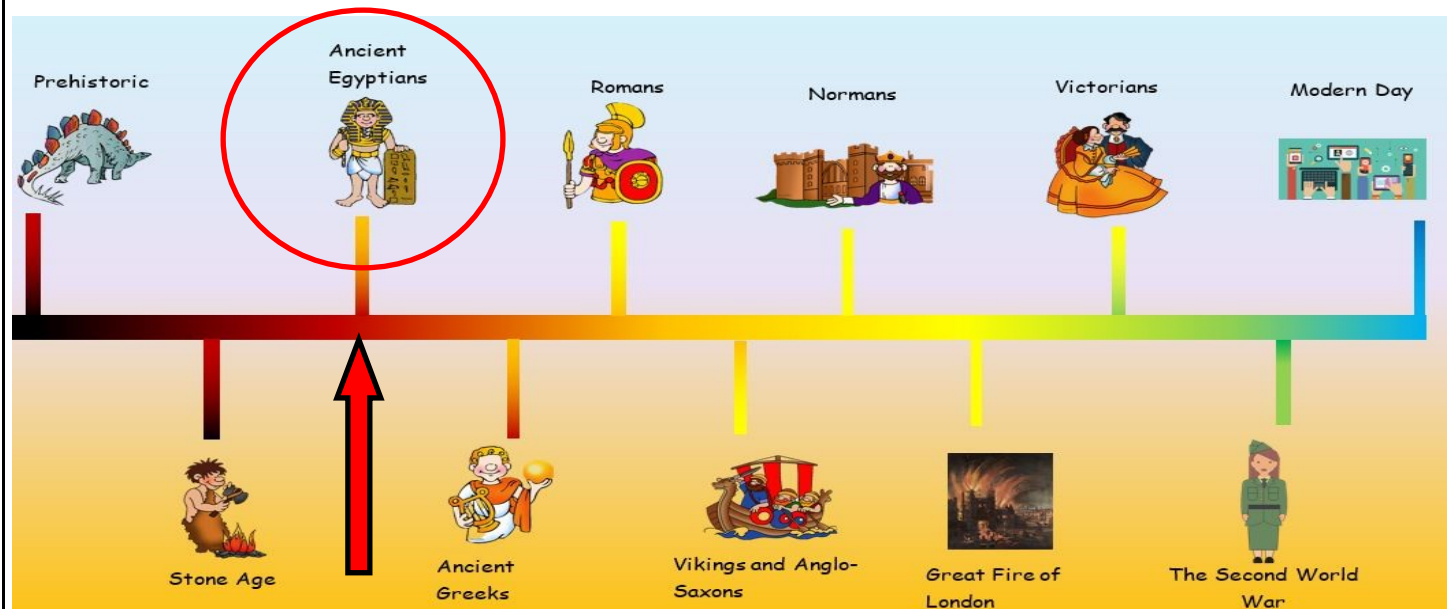 Prehistoric
Ancient
Egyptians
Romans
Normans
Victorians
Modern Day
Stone Age
Ancient
Greeks
Vikings and Anglo-
Saxons
Great Fire of
London
The Second World
War